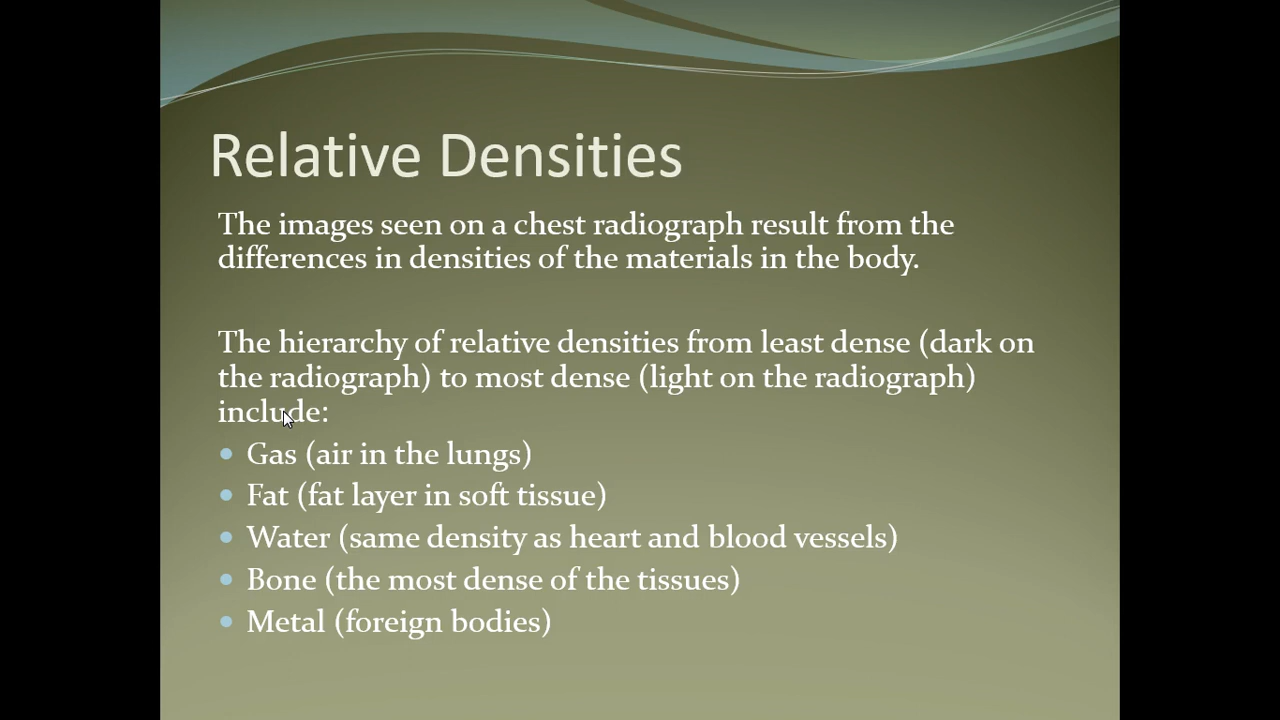 Relative Densities
The images seen on a chest radiograph result from the
differences in densities of the materials in the body.
The hierarchy of relative densities from least dense (dark on
the radiograph) to most dense (light on the radiograph)
include:
• Gas (air in the lungs)
• Fat (fat layer in soft tissue)
• Water (same density as heart and blood vessels)
• Bone (the most dense of the tissues)
• Metal (foreign bodies)